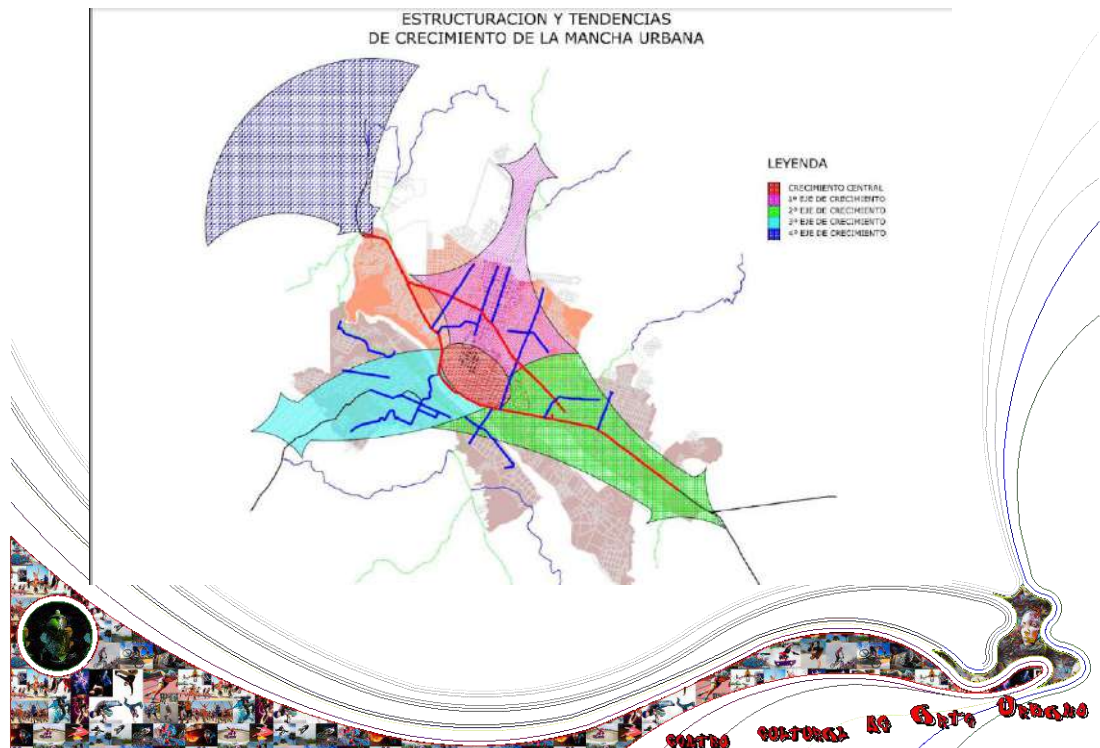 ESTRUCTURACION Y TENDENCIAS
DE CRECIMIENTO DE LA MANCHA URBANA
LEYENDA
CRECIMIENTO CENTRAL
1º EJE DE CRECIMIENTO
2º EJE DE CRECIMIENTO
3º EJE DE CRECIMIENTO
4º EJE DE CRECIMIENTO